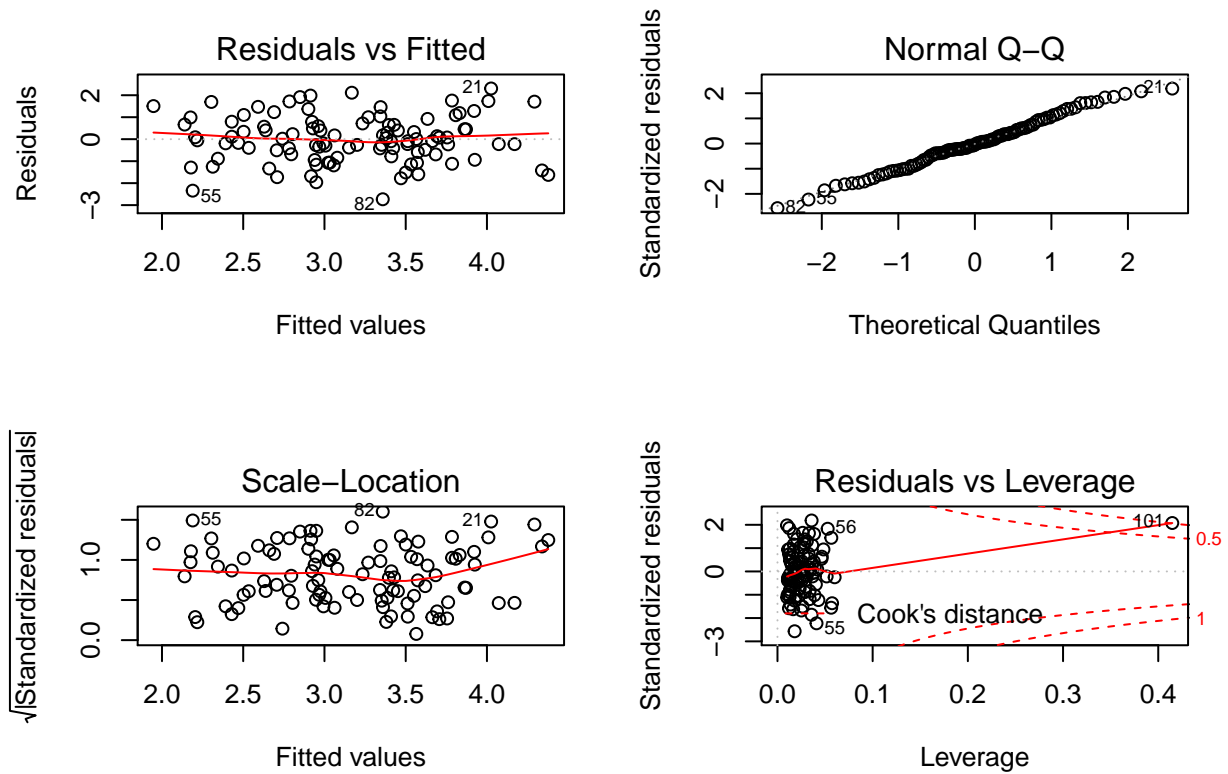 Residuals vs Fitted
Residuals
2
0
−3
21
55
82
2.0 2.5 3.0 3.5 4.0
Fitted values
Normal Q−Q
Standardized residuals
2
0
−2
21
82
55
−2 −1 0 1 2
Theoretical Quantiles
Scale−Location
√|Standardized residuals|
1.0
0.0
55
82
21
2.0 2.5 3.0 3.5 4.0
Fitted values
Residuals vs Leverage
Standardized residuals
2
0
−3
101
56
55
0.5
1
Cook's distance
0.0 0.1 0.2 0.3 0.4
Leverage